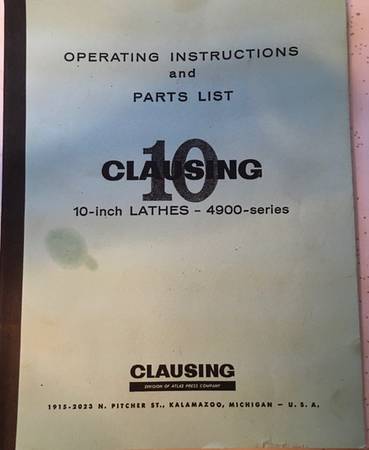 OPERATING INSTRUCTIONS
and
PARTS LIST
10
CLAUSING
10-inch LATHES - 4900-series
CLAUSING
DIVISION OF ATLAS PRESS COMPANY
1915-2023 N. PITCHER ST., KALAMAZOO, MICHIGAN — U. S. A.